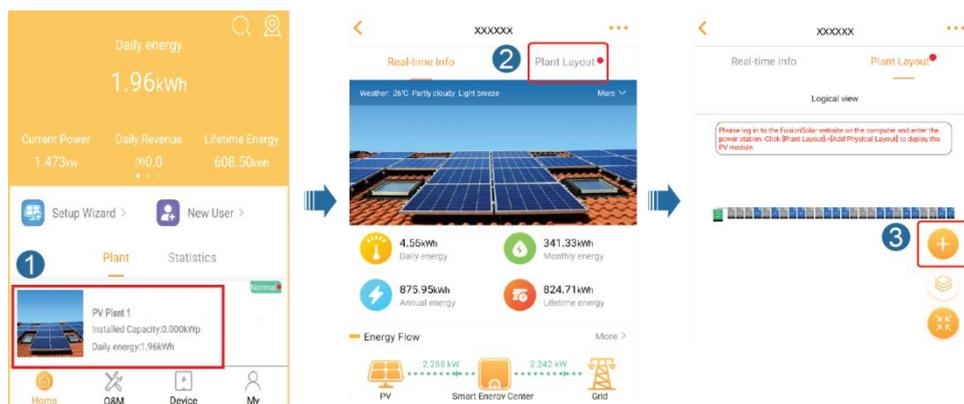 Daily energy
1.96kWh
Current Power Daily Revenue Lifetime Energy
1.473kw (¥)0.0 608.50kwh
Setup Wizard > New User >
1
Plant Statistics
Normal
PV Plant 1
Installed Capacity:0.000kWp
Daily energy:1.96kWh
Home O&M Device My
xxxxxx
Real-time Info 2 Plant Layout
Weather: 26℃ Partly cloudy Light breeze More
4.56kWh 341.33kWh
Daily energy Monthly energy
875.95kWh 824.71kWh
Annual energy Lifetime energy
Energy Flow More >
2.288 kW 2.242 kW
PV Smart Energy Center Grid
xxxxxx
Real-time Info Plant Layout
Logical view
Please log in to the FusionSolar website on the computer and enter the
power station. Click [Plant Layout]>[Add Physical Layout] to deploy the
PV module.
3